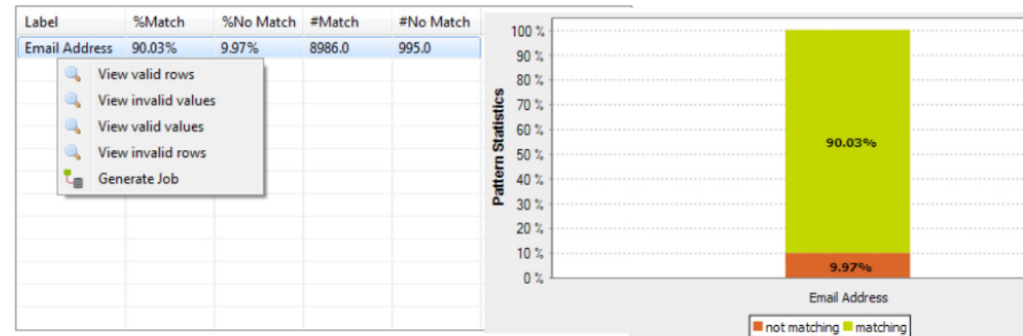 Label %Match %No Match #Match #No Match
Email Address 90.03% 9.97% 8986.0 995.0
View valid rows
View invalid values
View valid values
View invalid rows
Generate Job
Pattern Statistics
100 %
90 %
80 %
70 %
60 %
50 %
40 %
30 %
20 %
10 %
0 %
90.03%
9.97%
Email Address
not matching matching